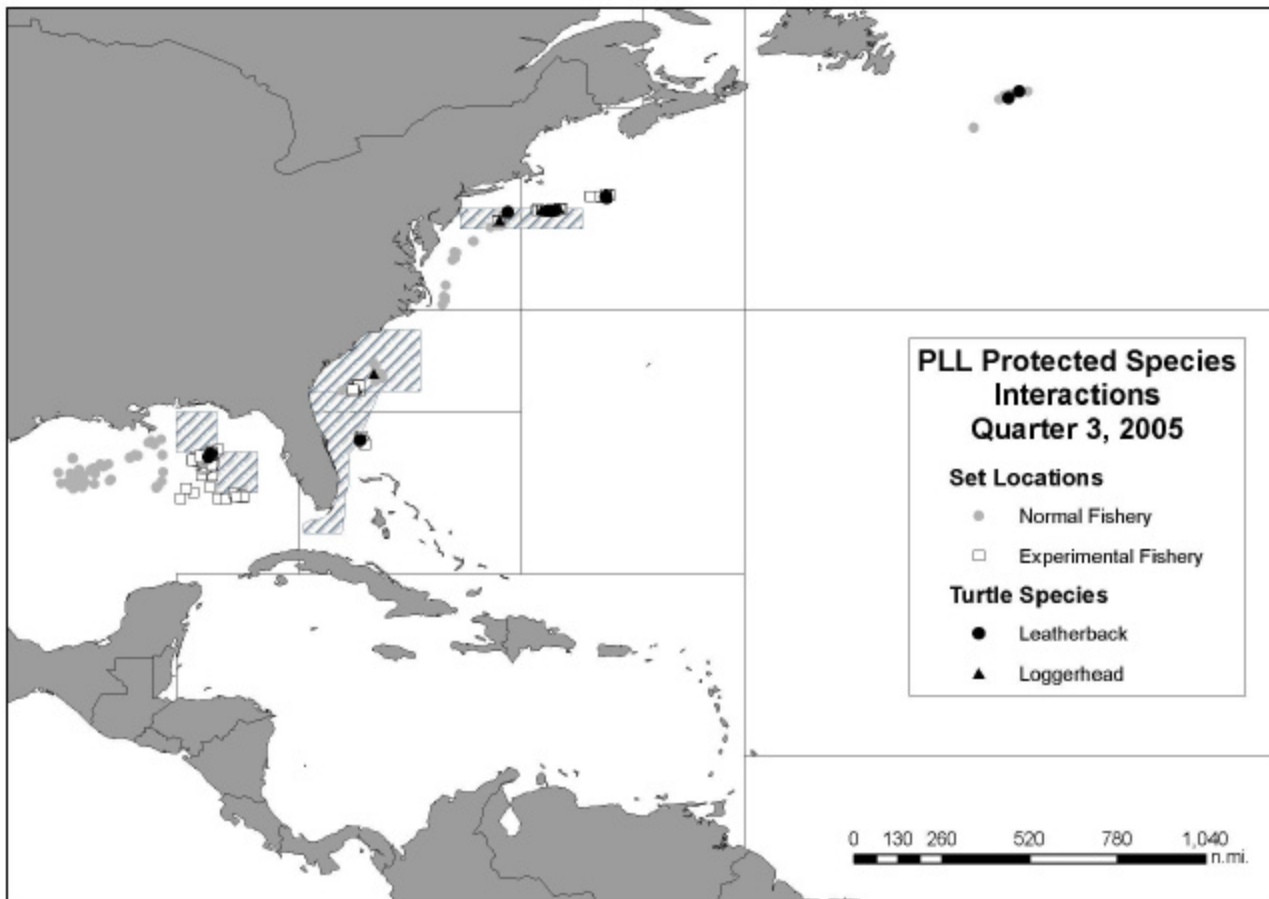 PLL Protected Species
Interactions
Quarter 3, 2005
Set Locations
Normal Fishery
Experimental Fishery
Turtle Species
Leatherback
Loggerhead
0 130 260 520 780 1,040
n.mi.